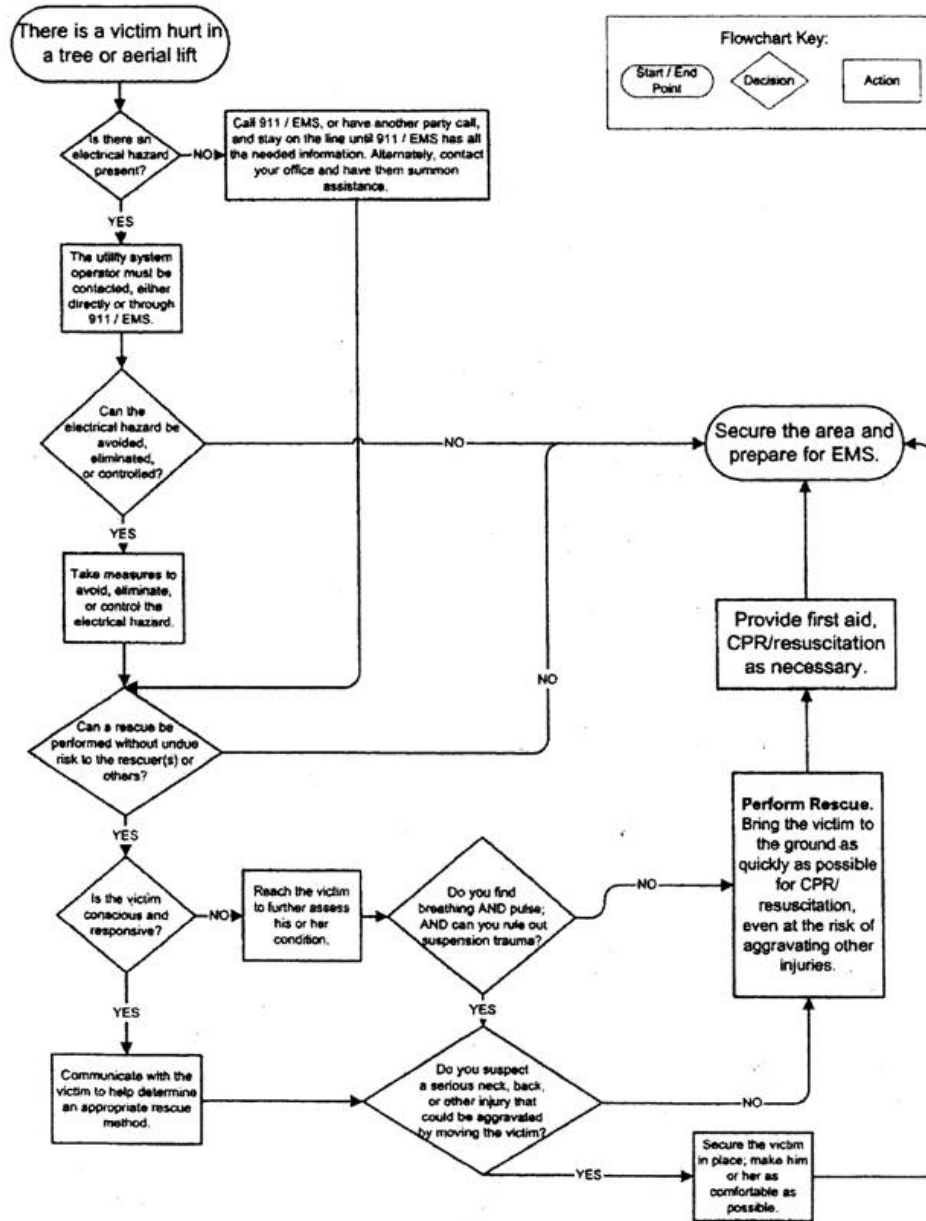 There is a victim hurt in
a tree or aerial lift
Flowchart Key:
Start / End
Point
Decision
Action
Is there an
electrical hazard
present?
NO
Call 911 / EMS, or have another party call,
and stay on the line until 911 / EMS has all
the needed information. Alternately, contact
your office and have them summon
assistance.
YES
The utility system
operator must be
contacted, either
directly or through
911 / EMS.
Can the
electrical hazard be
avoided,
eliminated,
or controlled?
NO
Secure the area and
prepare for EMS.
YES
Take measures to
avoid, eliminate,
or control the
electrical hazard.
Provide first aid,
CPR/resuscitation
as necessary.
NO
Can a rescue be
performed without undue
risk to the rescuer(s) or
others?
YES
Perform Rescue.
Bring the victim to
the ground as
quickly as possible
for CPR/
resuscitation,
even at the risk of
aggravating other
injuries.
Is the victim
conscious and
responsive?
NO
Reach the victim
to further assess
his or her
condition.
Do you find
breathing AND pulse;
AND can you rule out
suspension trauma?
NO
YES
YES
Communicate with the
victim to help determine
an appropriate rescue
method.
Do you suspect
a serious neck, back,
or other injury that
could be aggravated
by moving the victim?
NO
YES
Secure the victim
in place; make him
or her as
comfortable as
possible.